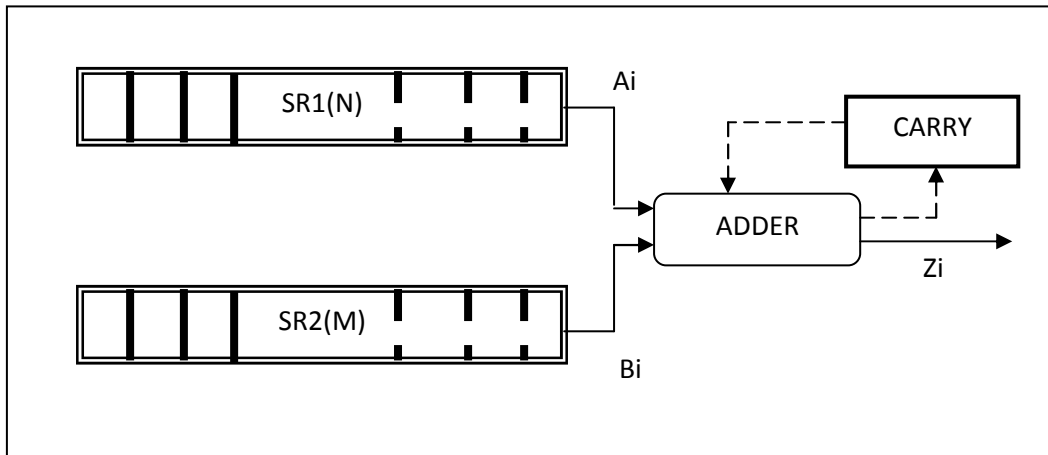 SR1(N)
Ai
CARRY
ADDER
Zi
SR2(M)
Bi